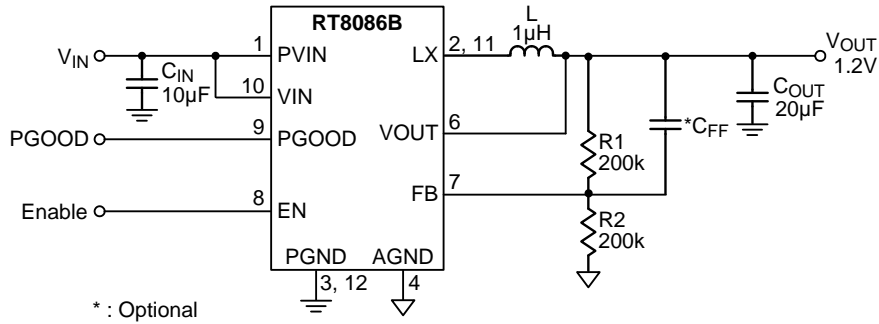 RT8086B
L
1µH
VIN
1
PVIN
LX
2, 11
VOUT
1.2V
CIN
10µF
10
VIN
COUT
20µF
PGOOD
9
PGOOD
VOUT
6
*CFF
R1
200k
Enable
8
EN
FB
7
R2
200k
PGND
AGND
3, 12
4
* : Optional